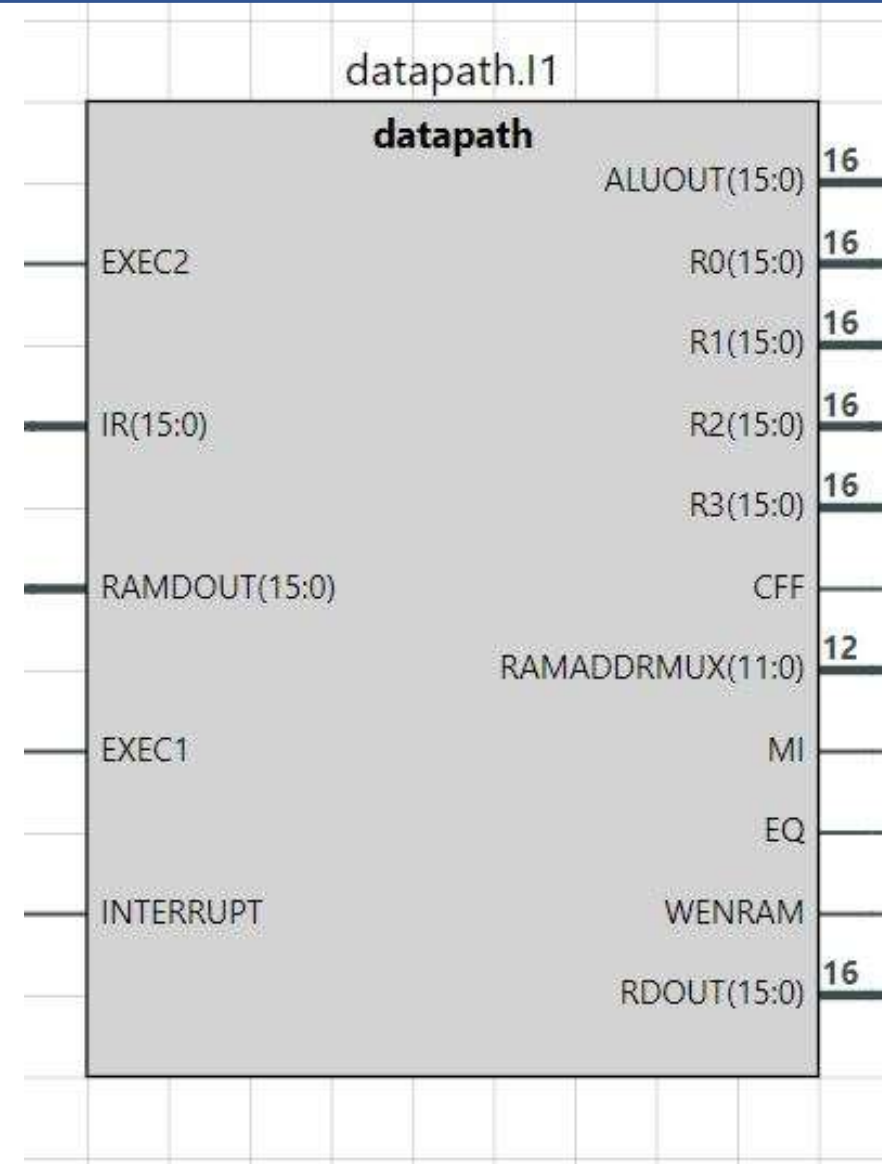 datapath.I1
datapath
ALUOUT(15:0) 16
EXEC2
R0(15:0) 16
R1(15:0) 16
IR(15:0)
R2(15:0) 16
R3(15:0) 16
RAMDOUT(15:0)
CFF
RAMADDRMUX(11:0) 12
EXEC1
MI
EQ
INTERRUPT
WENRAM
RDOUT(15:0) 16